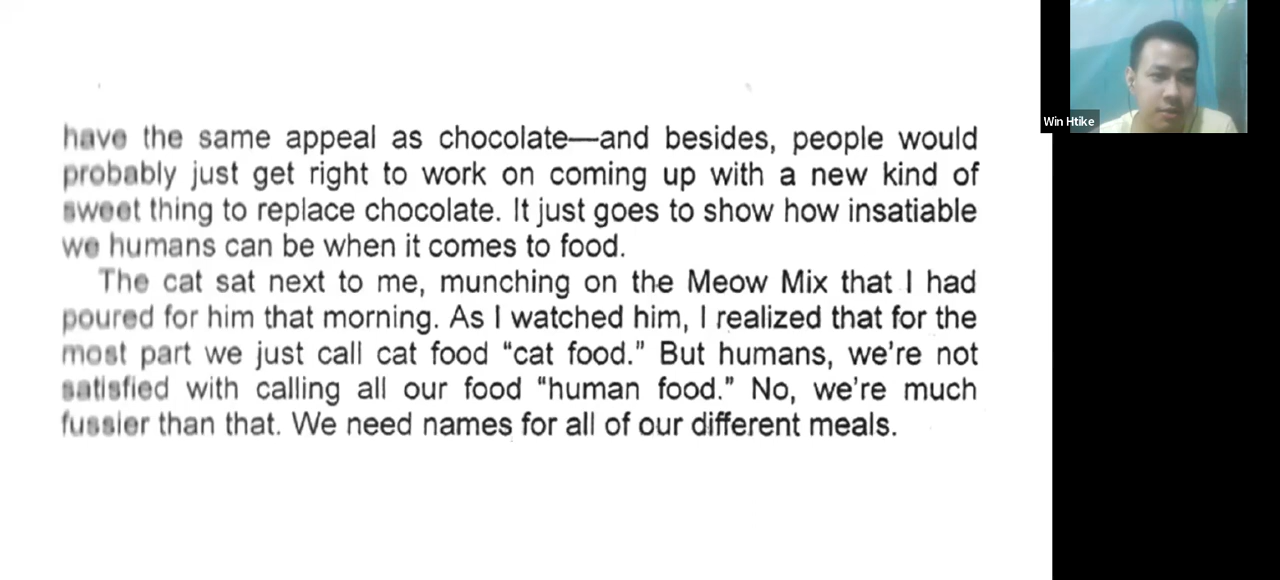 have the same appeal as chocolate—and besides, people would
probably just get right to work on coming up with a new kind of
sweet thing to replace chocolate. It just goes to show how insatiable
we humans can be when it comes to food.
The cat sat next to me, munching on the Meow Mix that I had
poured for him that morning. As I watched him, I realized that for the
most part we just call cat food “cat food.” But humans, we’re not
satisfied with calling all our food “human food.” No, we’re much
fussier than that. We need names for all of our different meals.
Win Htike